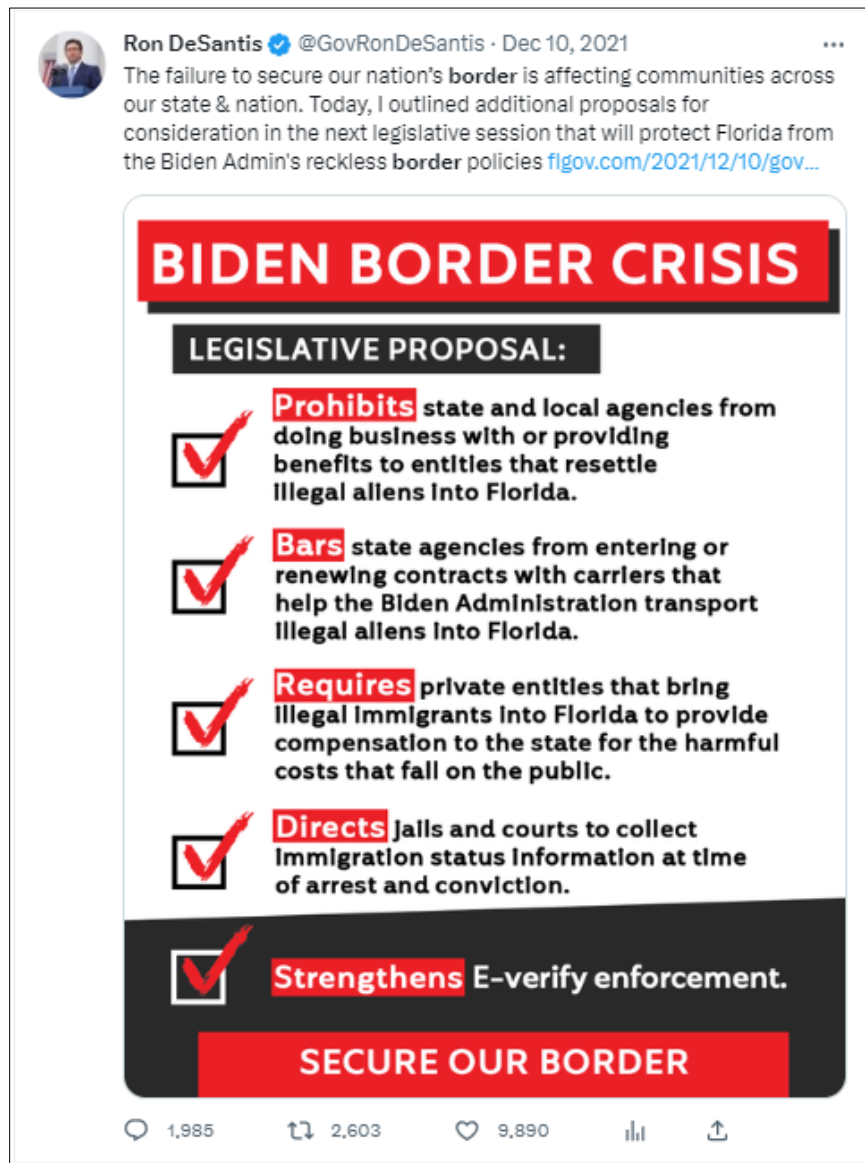 Ron DeSantis @GovRonDeSantis · Dec 10, 2021
The failure to secure our nation's border is affecting communities across
our state & nation. Today, I outlined additional proposals for
consideration in the next legislative session that will protect Florida from
the Biden Admin's reckless border policies flgov.com/2021/12/10/gov...
BIDEN BORDER CRISIS
LEGISLATIVE PROPOSAL:
Prohibits state and local agencies from
doing business with or providing
benefits to entities that resettle
illegal aliens into Florida.
Bars state agencies from entering or
renewing contracts with carriers that
help the Biden Administration transport
illegal aliens into Florida.
Requires private entities that bring
illegal immigrants into Florida to provide
compensation to the state for the harmful
costs that fall on the public.
Directs jails and courts to collect
immigration status information at time
of arrest and conviction.
Strengthens E-verify enforcement.
SECURE OUR BORDER
1,985 2,603 9,890